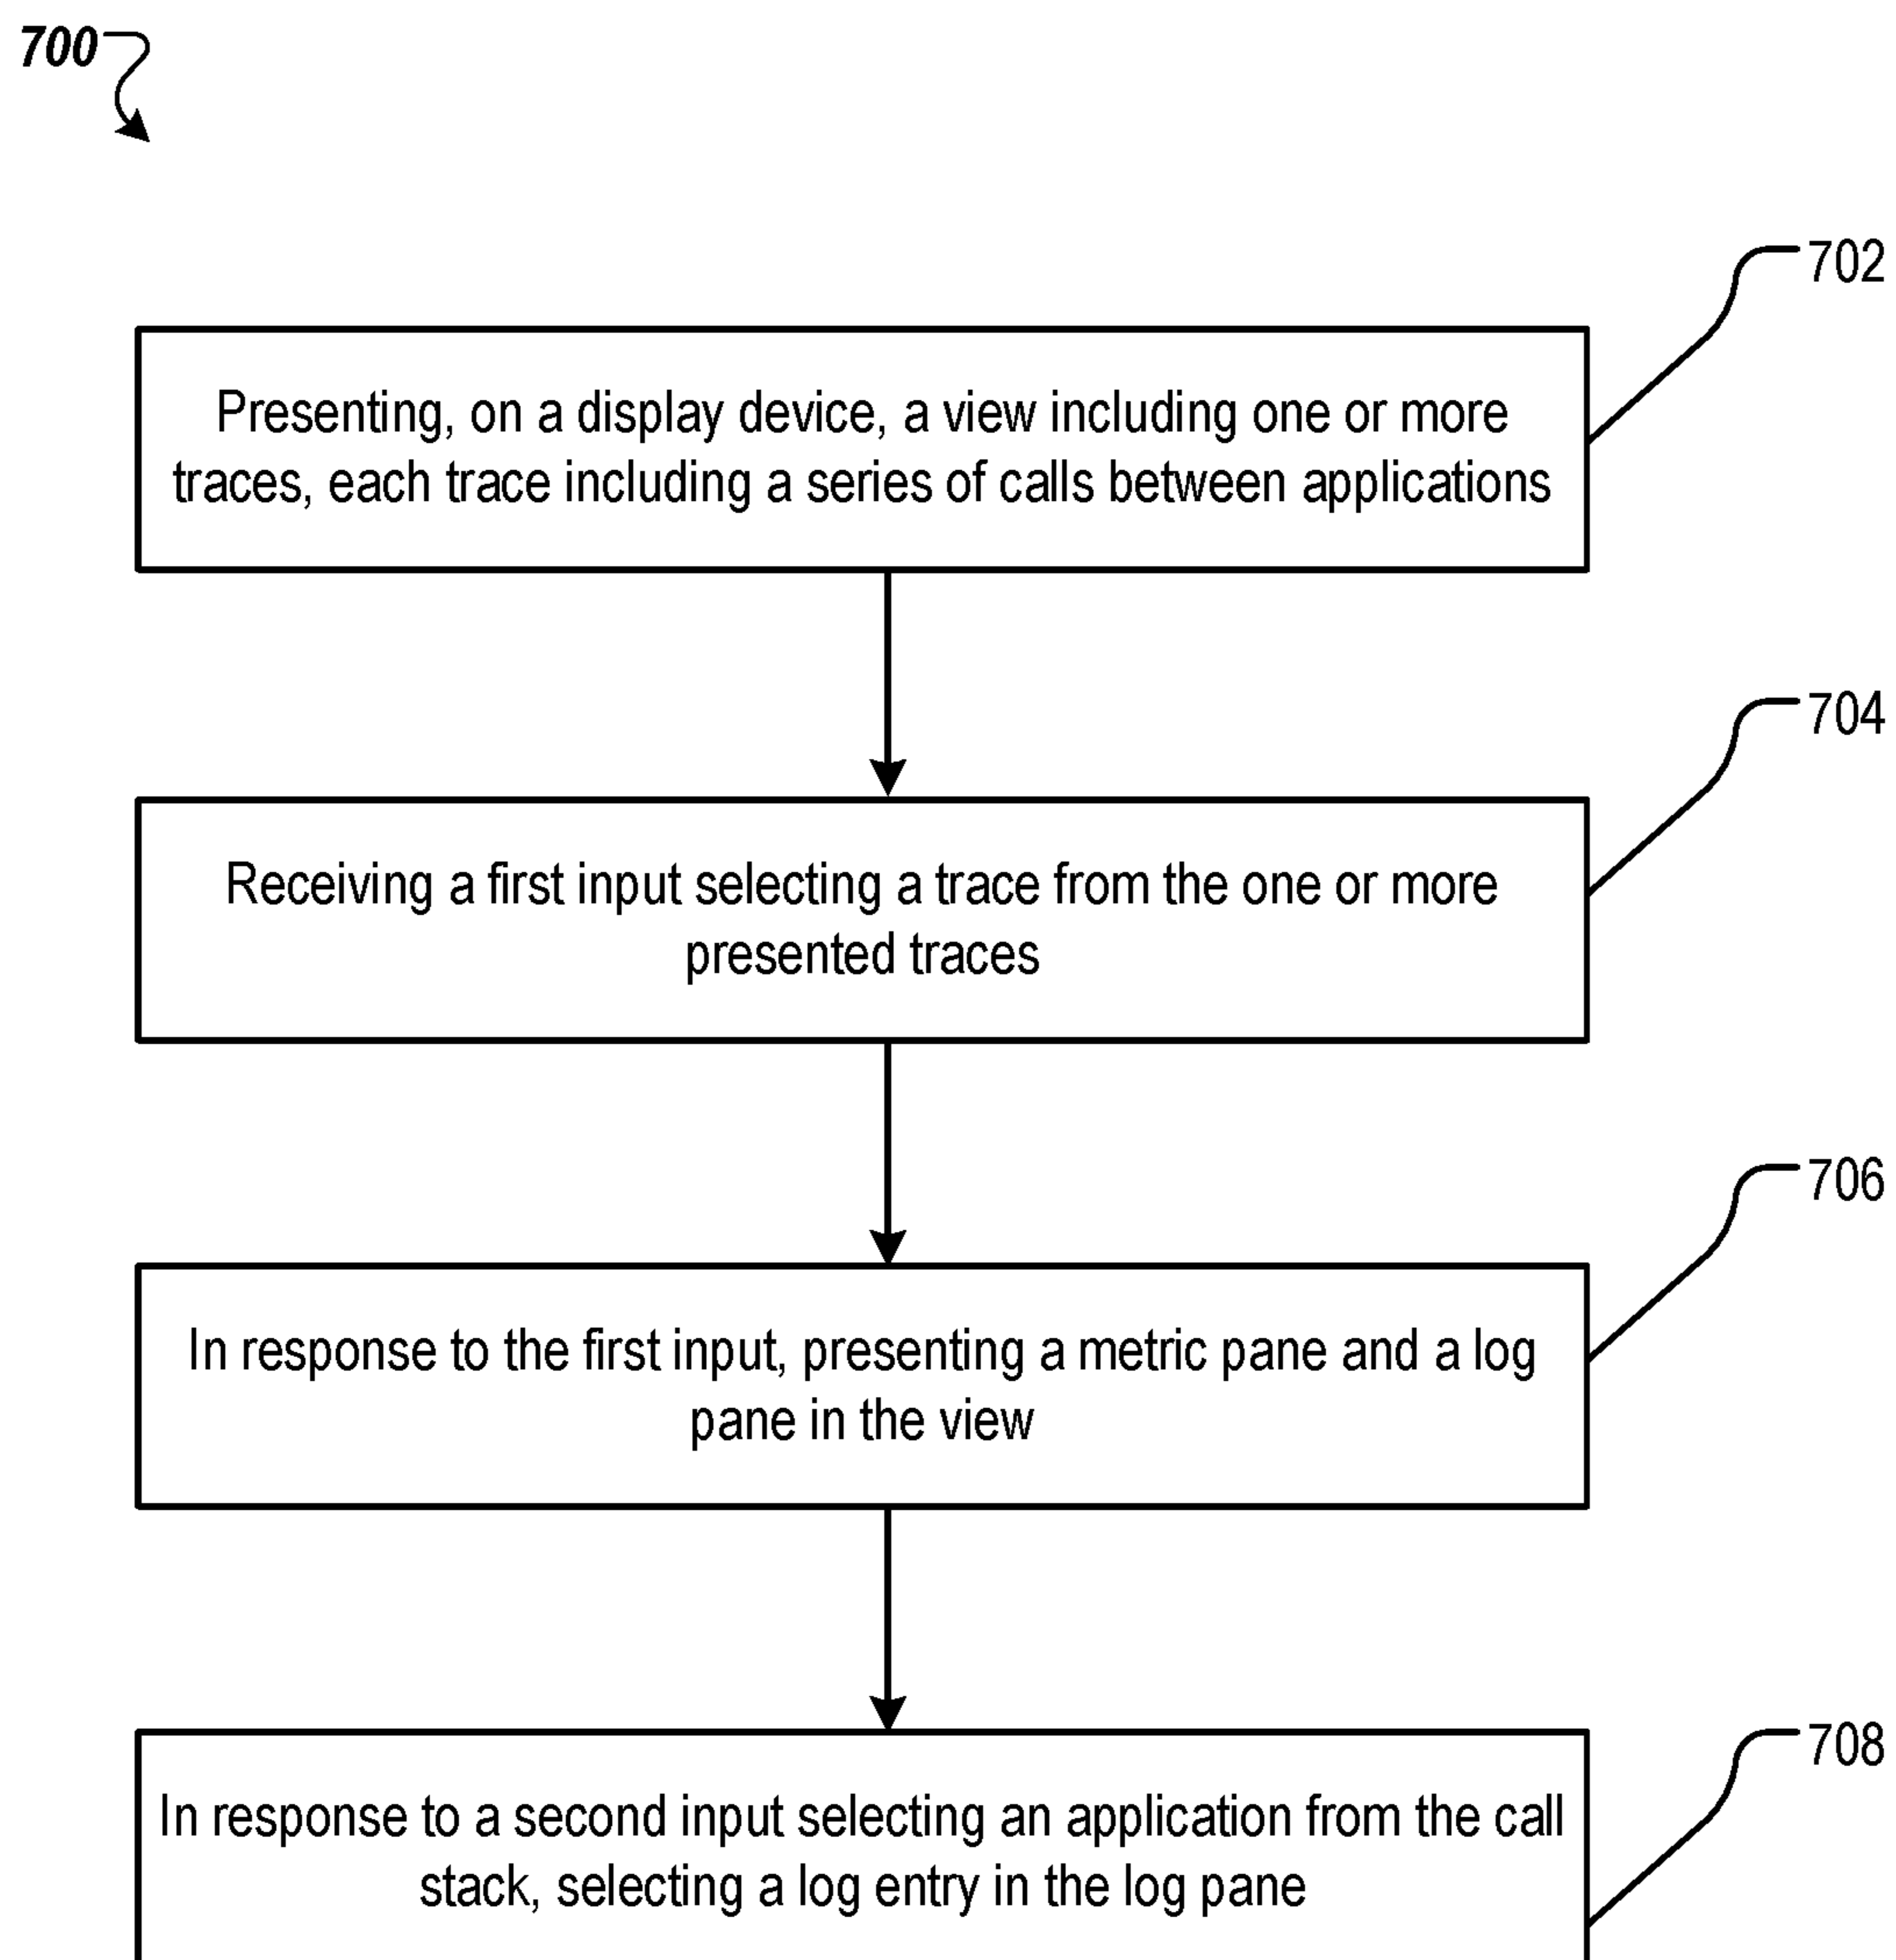 700
702
Presenting, on a display device, a view including one or more
traces, each trace including a series of calls between applications
704
Receiving a first input selecting a trace from the one or more
presented traces
706
In response to the first input, presenting a metric pane and a log
pane in the view
708
In response to a second input selecting an application from the call
stack, selecting a log entry in the log pane